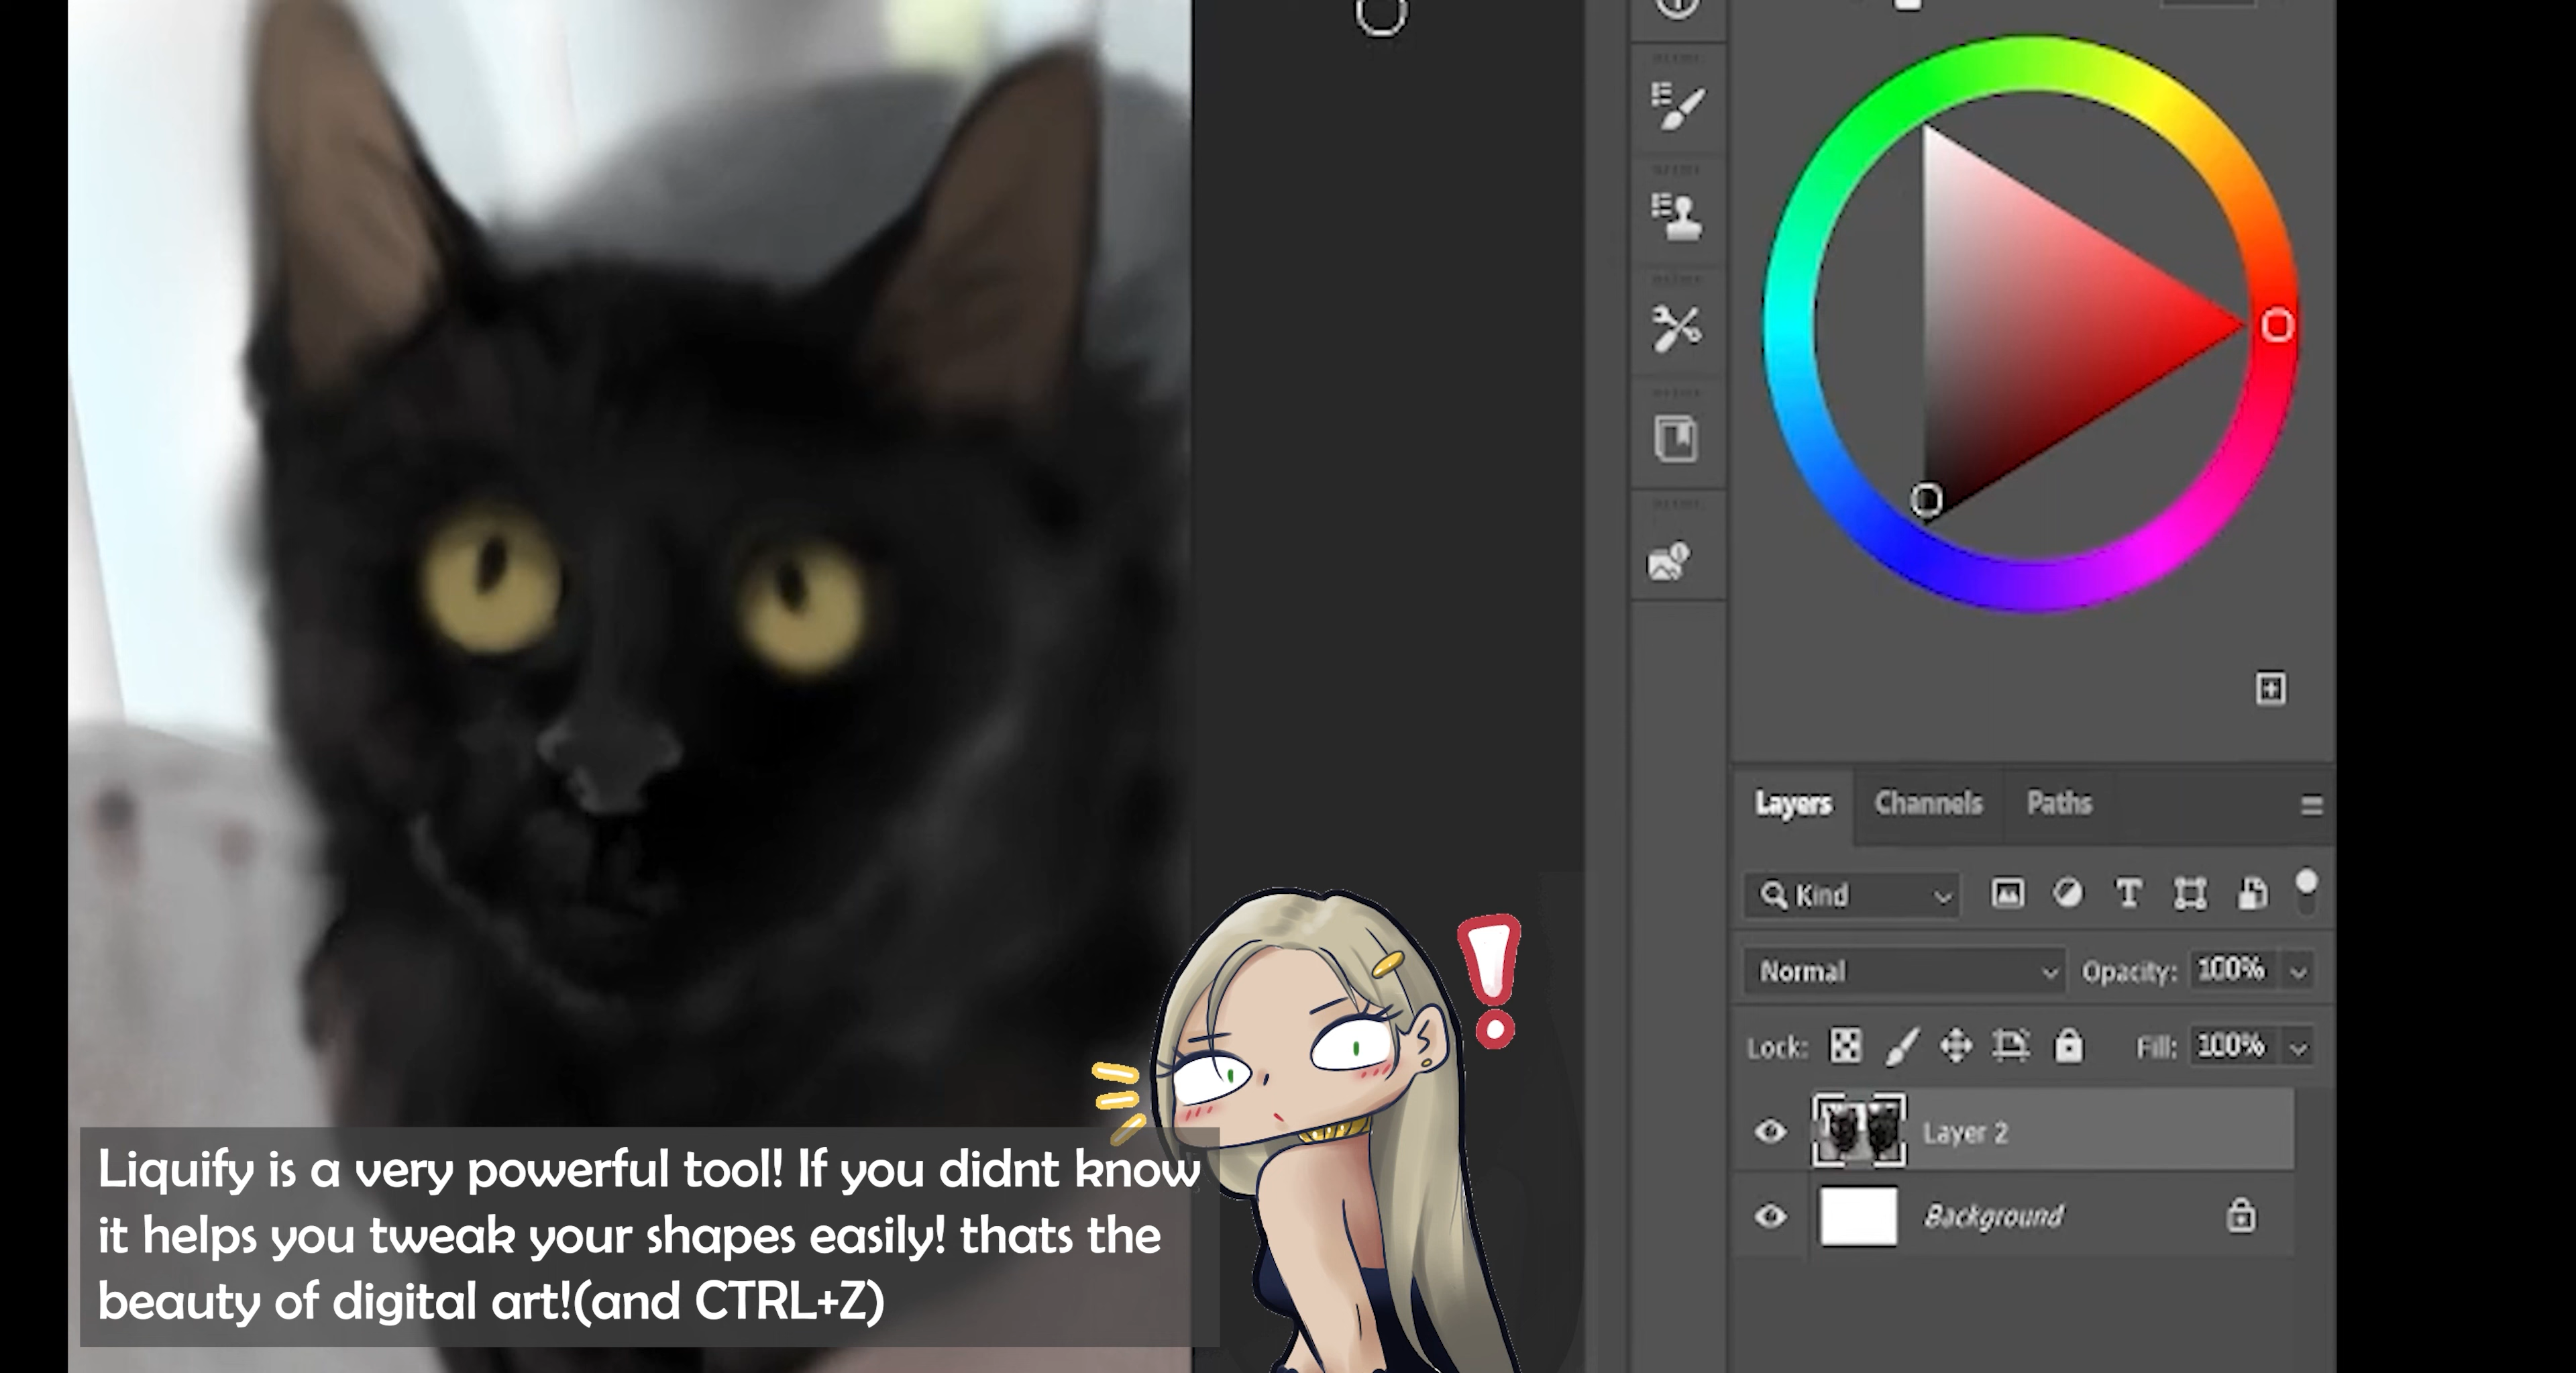 Layers Channels Paths
Kind
Normal Opacity: 100%
Lock: Fill: 100%
Layer 2
Background
Liquify is a very powerful tool! If you didnt know
it helps you tweak your shapes easily! thats the
beauty of digital art!(and CTRL+Z)